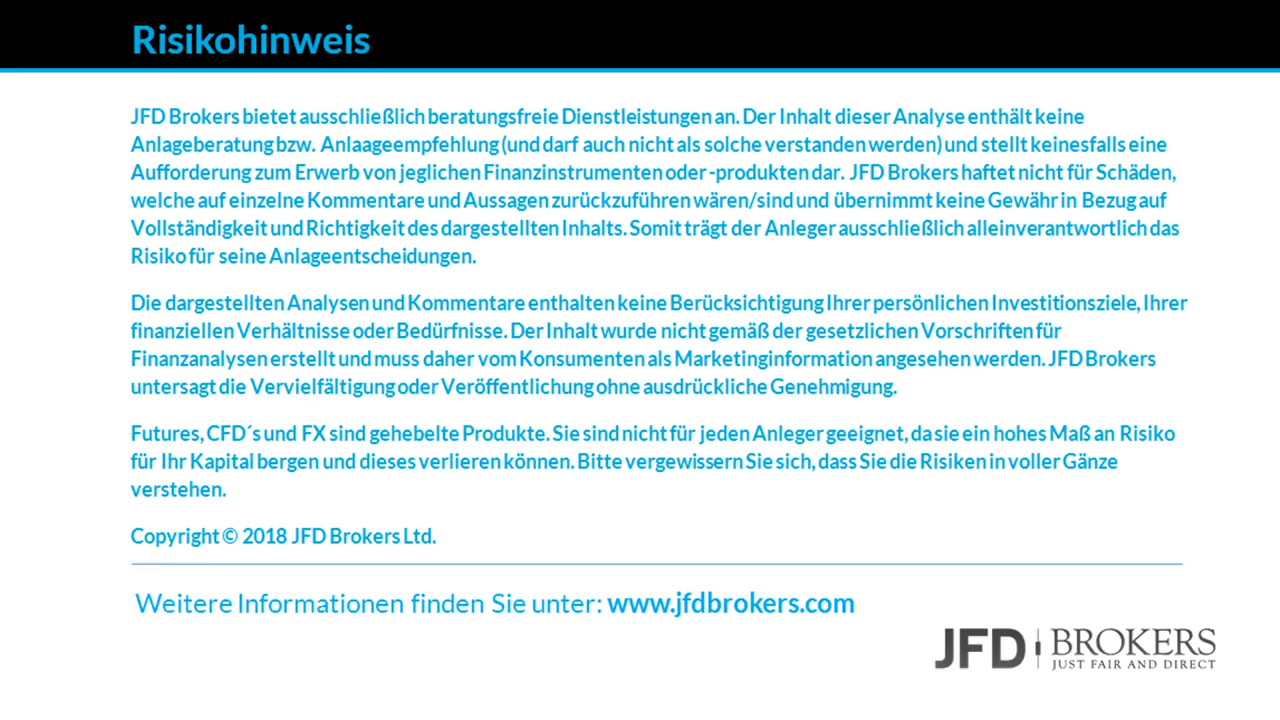 Risikohinweis
JFD Brokers bietet ausschließlich beratungsfreie Dienstleistungen an. Der Inhalt dieser Analyse enthält keine
Anlageberatung bzw. Anlaageempfehlung (und darf auch nicht als solche verstanden werden) und stellt keinesfalls eine
Aufforderung zum Erwerb von jeglichen Finanzinstrumenten oder -produkten dar. JFD Brokers haftet nicht für Schäden,
welche auf einzelne Kommentare und Aussagen zurückzuführen wären/sind und übernimmt keine Gewähr in Bezug auf
Vollständigkeit und Richtigkeit des dargestellten Inhalts. Somit trägt der Anleger ausschließlich alleinverantwortlich das
Risiko für seine Anlageentscheidungen.
Die dargestellten Analysen und Kommentare enthalten keine Berücksichtigung Ihrer persönlichen Investitionsziele, Ihrer
finanziellen Verhältnisse oder Bedürfnisse. Der Inhalt wurde nicht gemäß der gesetzlichen Vorschriften für
Finanzanalysen erstellt und muss daher vom Konsumenten als Marketinginformation angesehen werden. JFD Brokers
untersagt die Vervielfältigung oder Veröffentlichung ohne ausdrückliche Genehmigung.
Futures, CFD´s und FX sind gehebelte Produkte. Sie sind nicht für jeden Anleger geeignet, da sie ein hohes Maß an Risiko
für Ihr Kapital bergen und dieses verlieren können. Bitte vergewissern Sie sich, dass Sie die Risiken in voller Gänze
verstehen.
Copyright © 2018 JFD Brokers Ltd.
Weitere Informationen finden Sie unter: www.jfdbrokers.com
JFD BROKERS
JUST FAIR AND DIRECT